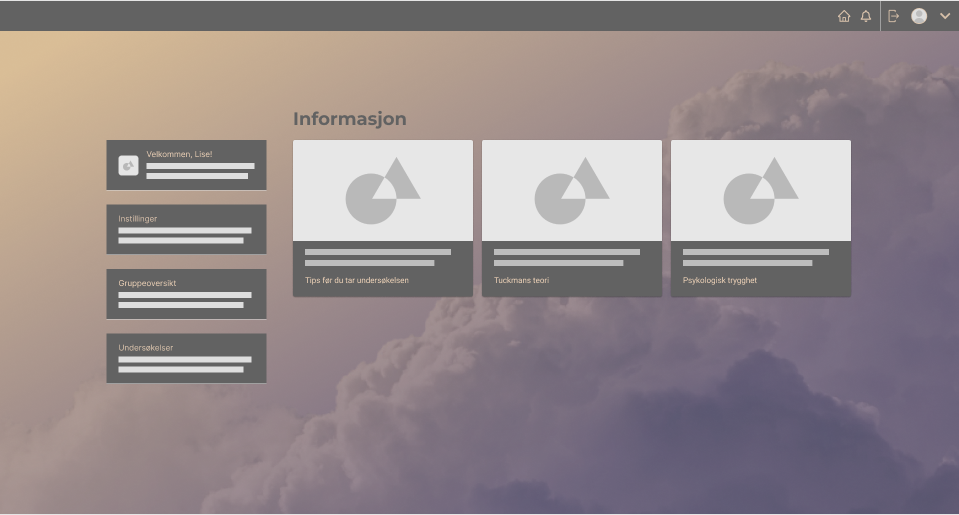 Informasjon
Velkommen, Lise!
Instillinger
Gruppeoversikt
Undersøkelser
Tips før du tar undersøkelsen
Tuckmans teori
Psykologisk trygghet